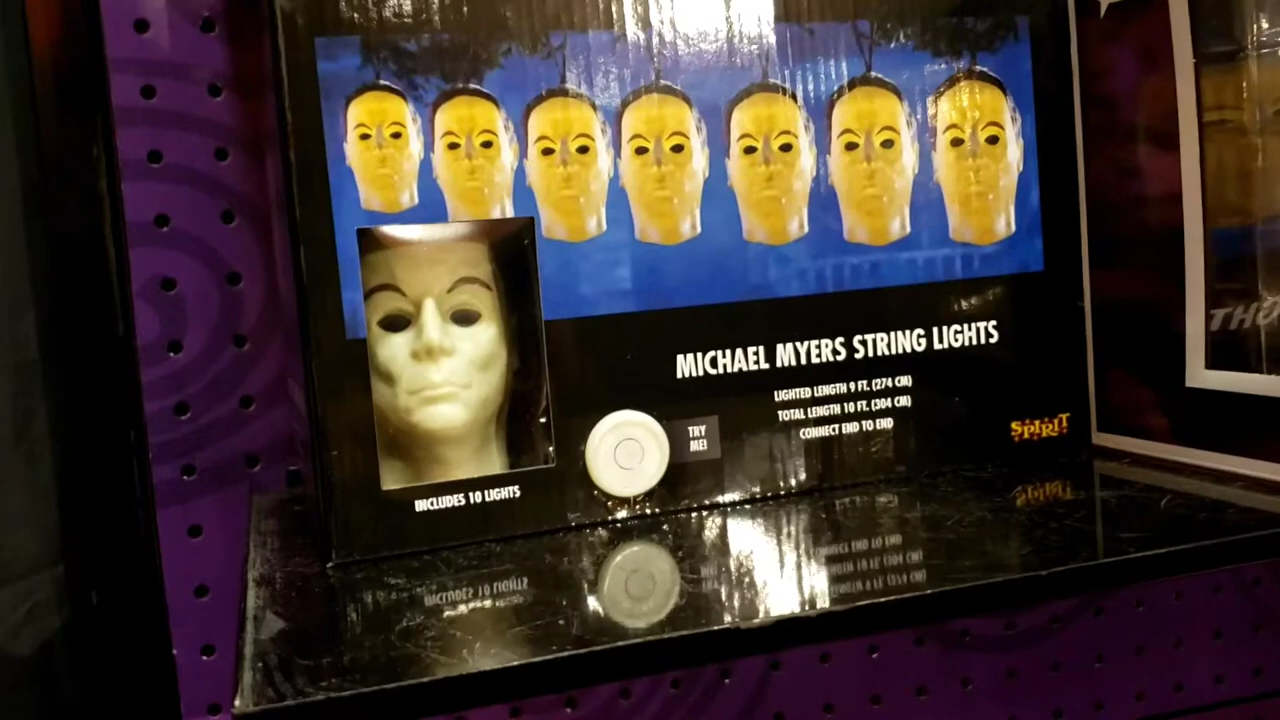 MICHAEL MYERS STRING LIGHTS
LIGHTED LENGTH 9 FT. (274 CM)
TOTAL LENGTH 10 FT. (304 CM)
CONNECT END TO END
TRY
ME!
SPIRIT
INCLUDES 10 LIGHTS